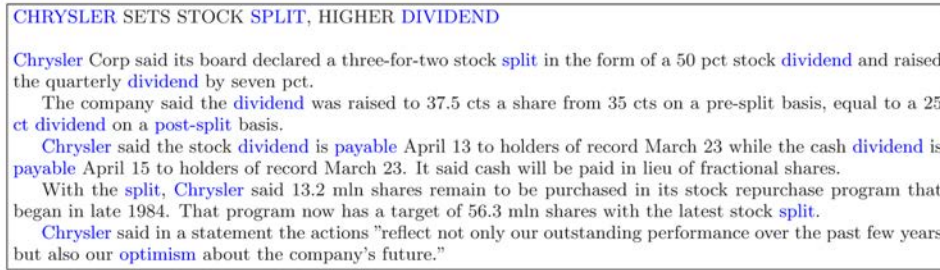 CHRYSLER SETS STOCK SPLIT, HIGHER DIVIDEND
Chrysler Corp said its board declared a three-for-two stock split in the form of a 50 pct stock dividend and raised
the quarterly dividend by seven pct.
The company said the dividend was raised to 37.5 cts a share from 35 cts on a pre-split basis, equal to a 25
ct dividend on a post-split basis.
Chrysler said the stock dividend is payable April 13 to holders of record March 23 while the cash dividend is
payable April 15 to holders of record March 23. It said cash will be paid in lieu of fractional shares.
With the split, Chrysler said 13.2 mln shares remain to be purchased in its stock repurchase program that
began in late 1984. That program now has a target of 56.3 mln shares with the latest stock split.
Chrysler said in a statement the actions ”reflect not only our outstanding performance over the past few years
but also our optimism about the company’s future.”